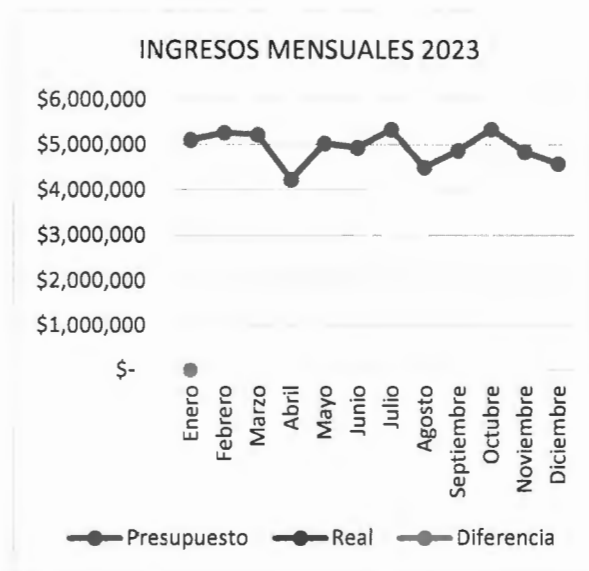 INGRESOS MENSUALES 2023
$6,000,000
$5,000,000
$4,000,000
$3,000,000
$2,000,000
$1,000,000
$-
Enero
Febrero
Marzo
Abril
Mayo
Junio
Julio
Agosto
Septiembre
Octubre
Noviembre
Diciembre
Presupuesto Real Diferencia